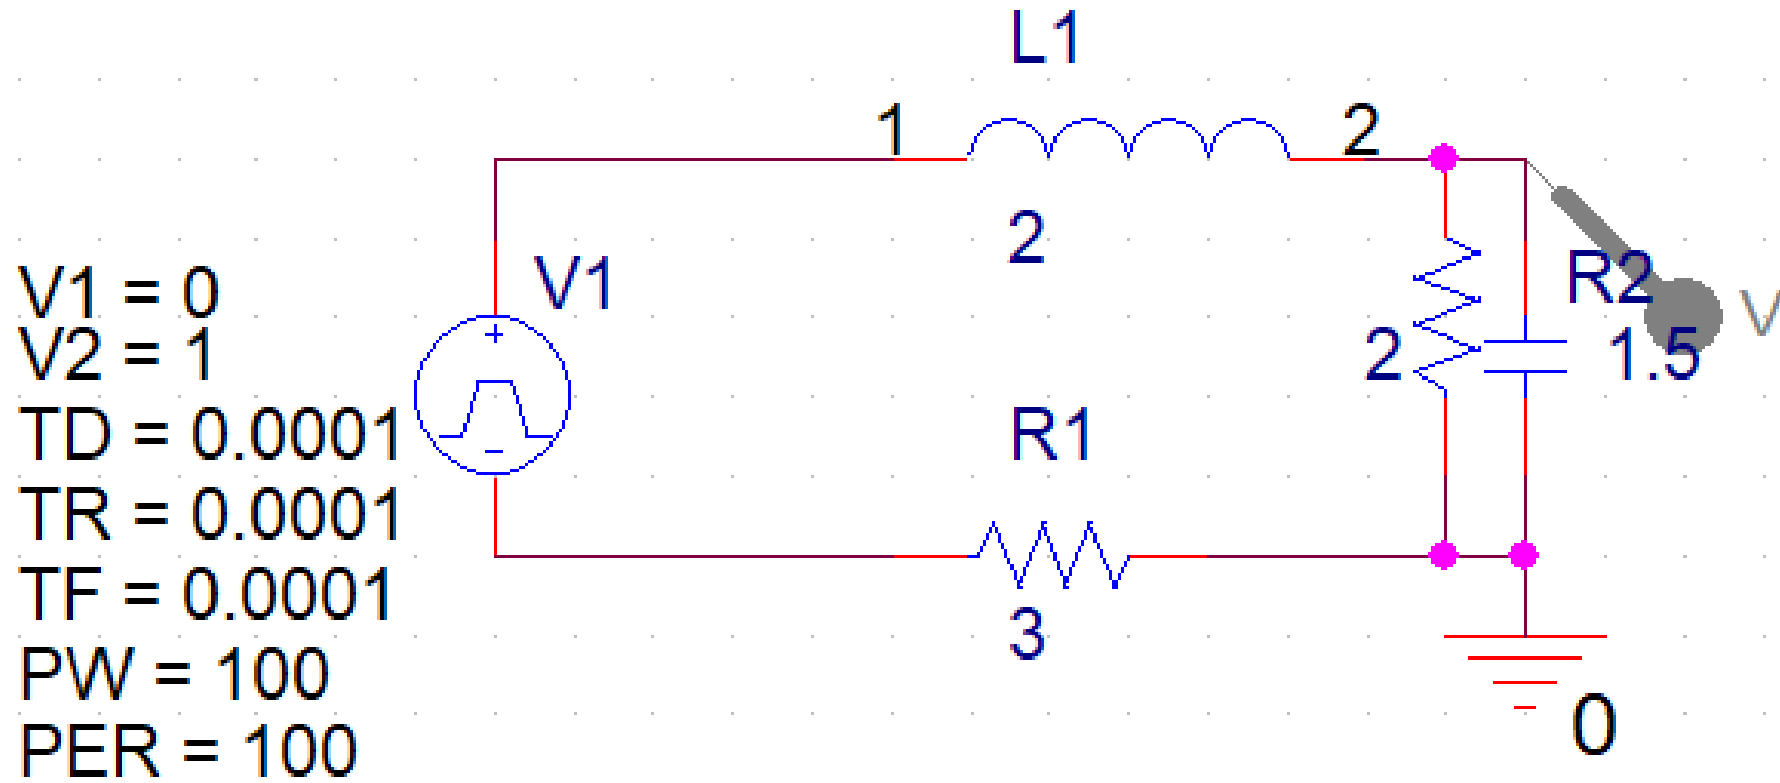 L1
1
2
2
V1
R2
V
2
1.5
V1 = 0
V2 = 1
TD = 0.0001
TR = 0.0001
TF = 0.0001
PW = 100
PER = 100
R1
3
0